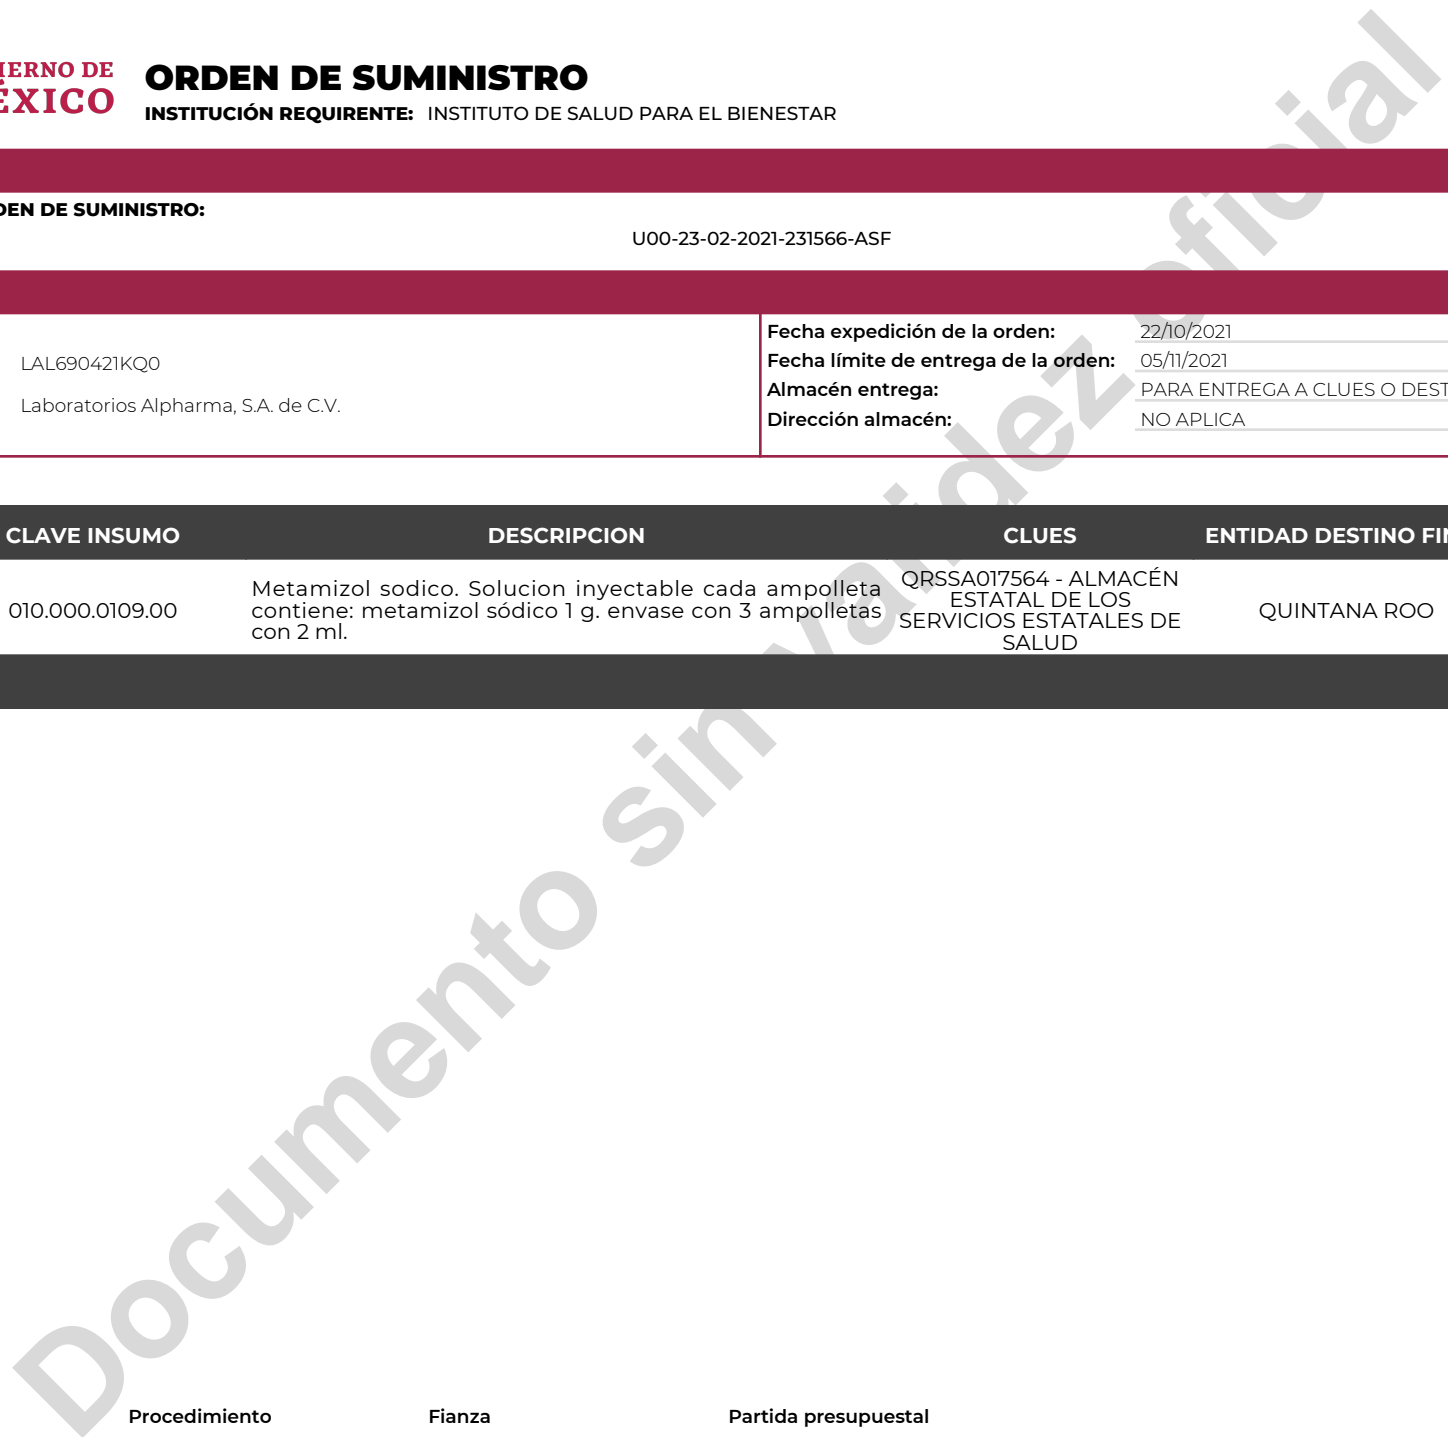 IERNO DE
ÉXICO
ORDEN DE SUMINISTRO
INSTITUCIÓN REQUIRENTE: INSTITUTO DE SALUD PARA EL BIENESTAR
DEN DE SUMINISTRO:
U00-23-02-2021-231566-ASF
LAL690421KQ0
Laboratorios Alpharma, S.A. de C.V.
Fecha expedición de la orden: 22/10/2021
Fecha límite de entrega de la orden: 05/11/2021
Almacén entrega: PARA ENTREGA A CLUES O DEST
Dirección almacén: NO APLICA
CLAVE INSUMO DESCRIPCION CLUES ENTIDAD DESTINO FIN
010.000.0109.00
Metamizol sodico. Solucion inyectable cada ampolleta
contiene: metamizol sódico 1 g. envase con 3 ampolletas
con 2 ml.
QRSSA017564 - ALMACÉN
ESTATAL DE LOS
SERVICIOS ESTATALES DE
SALUD
QUINTANA ROO
Documento sin validez oficial
Procedimiento Fianza Partida presupuestal